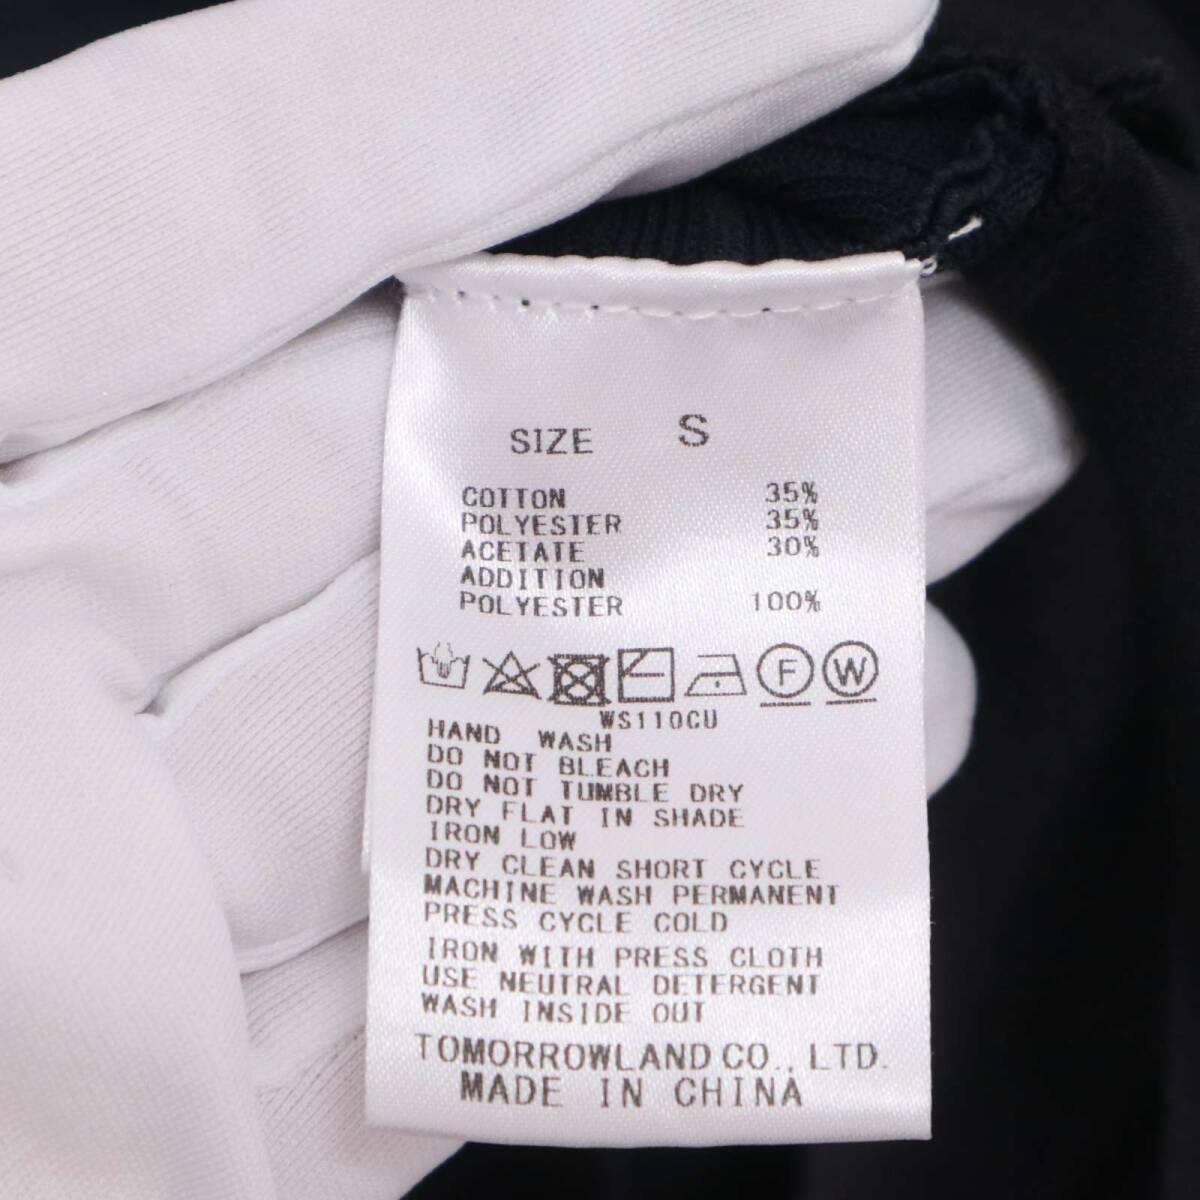 SIZE S
COTTON 35%
POLYESTER 35%
ACETATE 30%
ADDITION
POLYESTER 100%
F W
WS110CU
HAND WASH
DO NOT BLEACH
DO NOT TUMBLE DRY
DRY FLAT IN SHADE
IRON LOW
DRY CLEAN SHORT CYCLE
MACHINE WASH PERMANENT
PRESS CYCLE COLD
IRON WITH PRESS CLOTH
USE NEUTRAL DETERGENT
WASH INSIDE OUT
TOMORROWLAND CO., LTD.
MADE IN CHINA